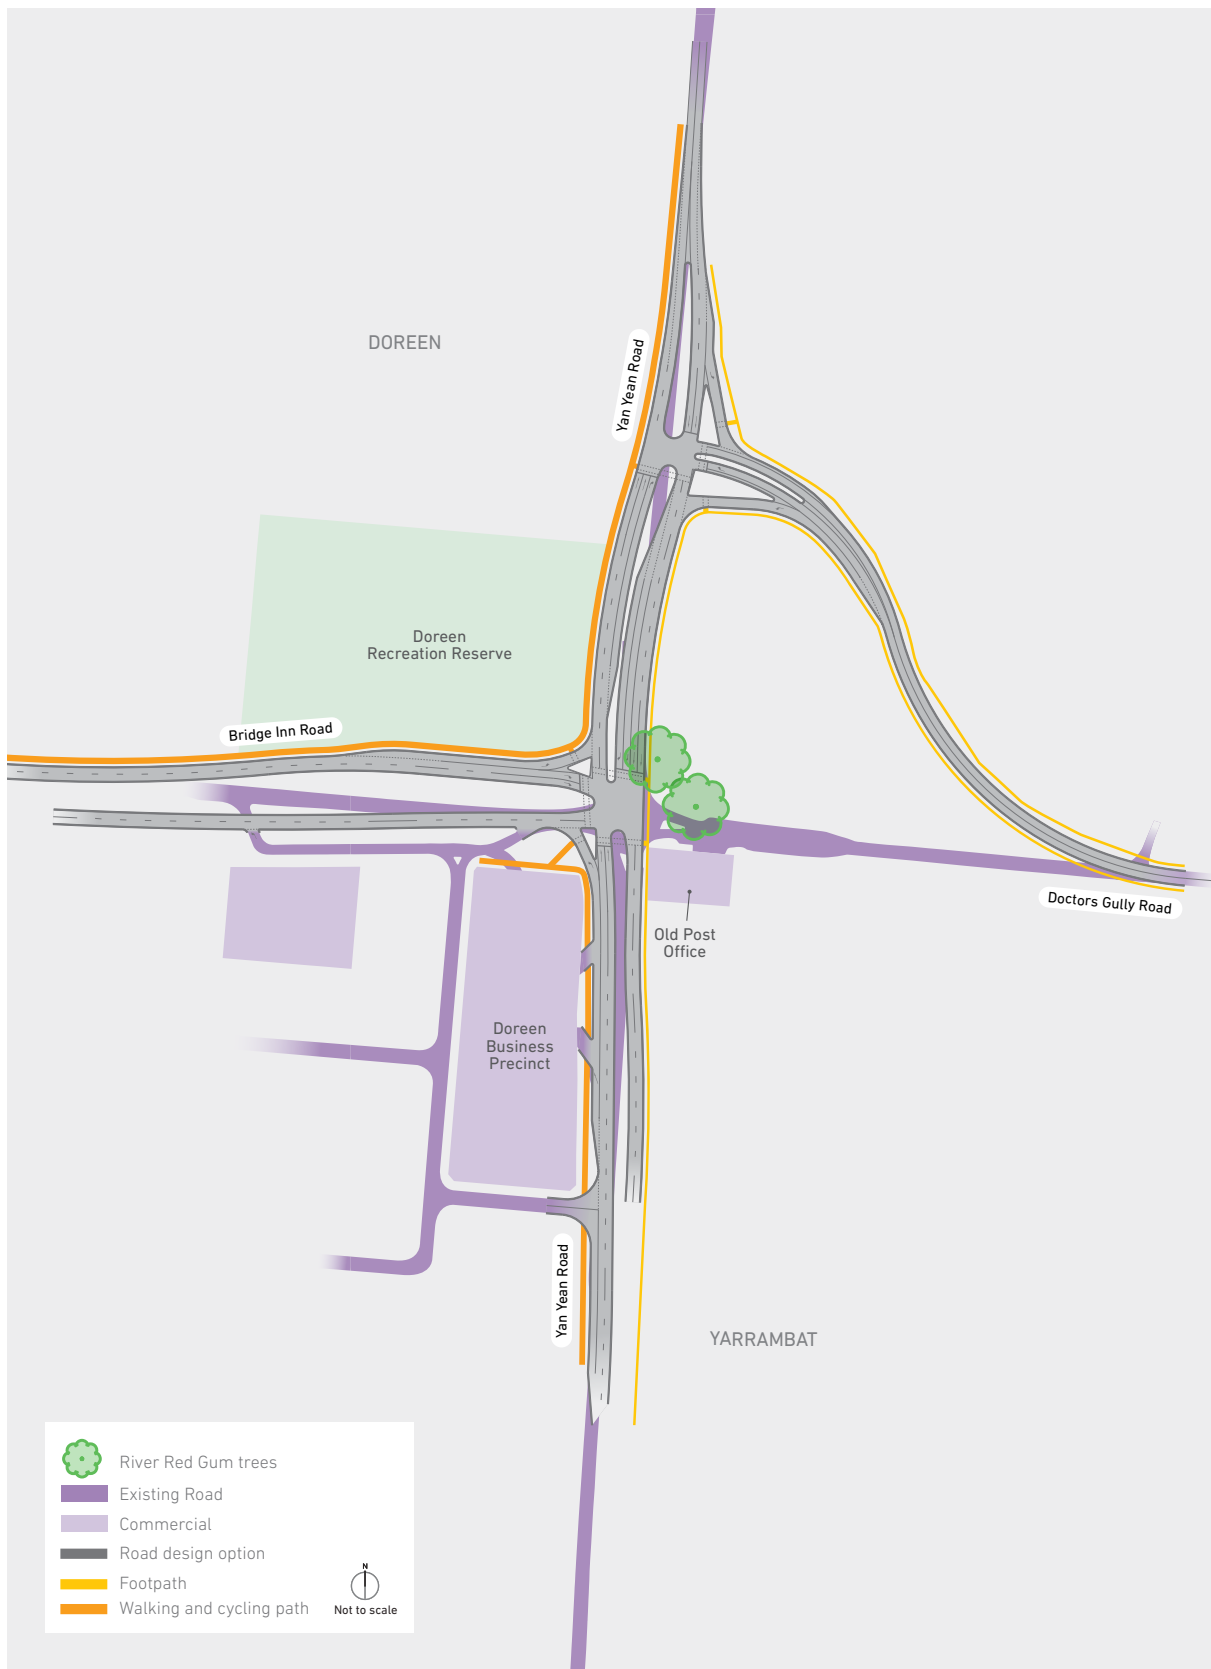 DOREEN
Yan Yean Road
Doreen
Recreation Reserve
Bridge Inn Road
Doctors Gully Road
Old Post
Office
Doreen
Business
Precinct
Yan Yean Road
YARRAMBAT
River Red Gum trees
Existing Road
Commercial
Road design option
Footpath
Walking and cycling path
N
Not to scale